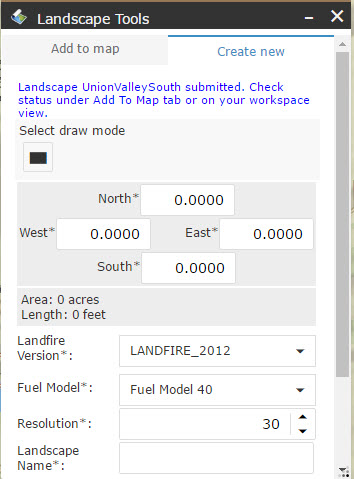 Landscape Tools
Add to map
Create new
Landscape UnionValleySouth submitted. Check
status under Add To Map tab or on your workspace
view.
Select draw mode
North* 0.0000
West* 0.0000 East* 0.0000
South* 0.0000
Area: 0 acres
Length: 0 feet
Landfire
Version*: LANDFIRE_2012
Fuel Model*: Fuel Model 40
Resolution*: 30
Landscape
Name*: